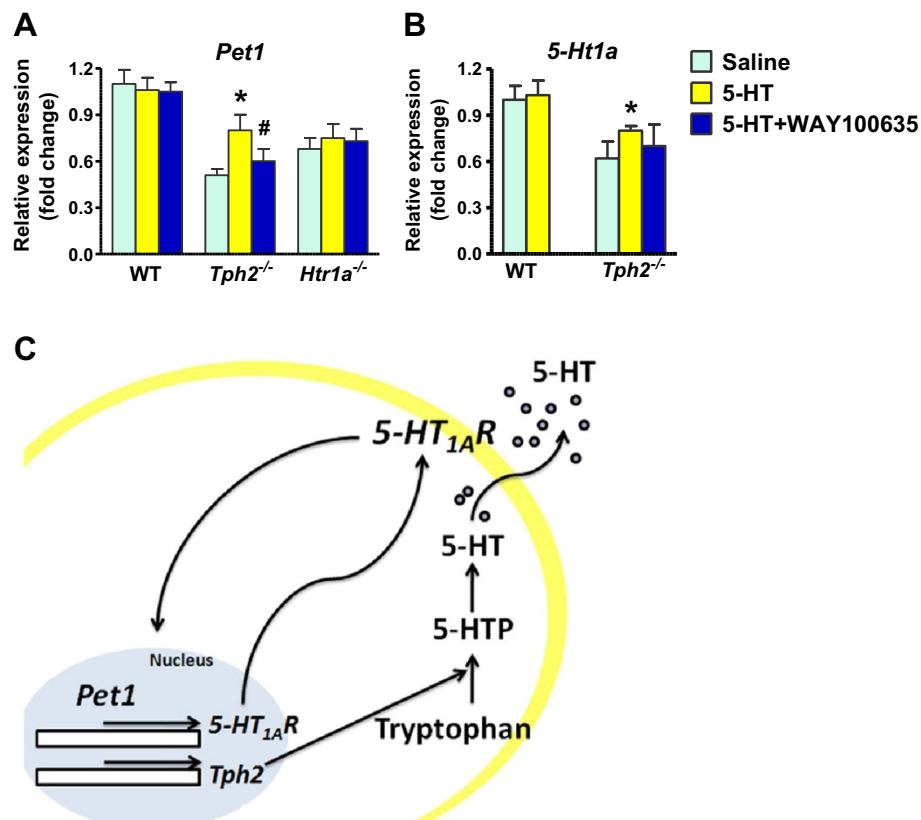 A
Pet1
Relative expression
(fold change)
1.2
0.9
0.6
0.3
0.0
*
#
WT
Tph2-/-
Htr1a-/-
B
5-Ht1a
Relative expression
(fold change)
1.2
0.9
0.6
0.3
0.0
*
WT
Tph2-/-
Saline
5-HT
5-HT+WAY100635
C
5-HT
5-HT1AR
5-HT
5-HTP
Tryptophan
Nucleus
Pet1
5-HT1AR
Tph2